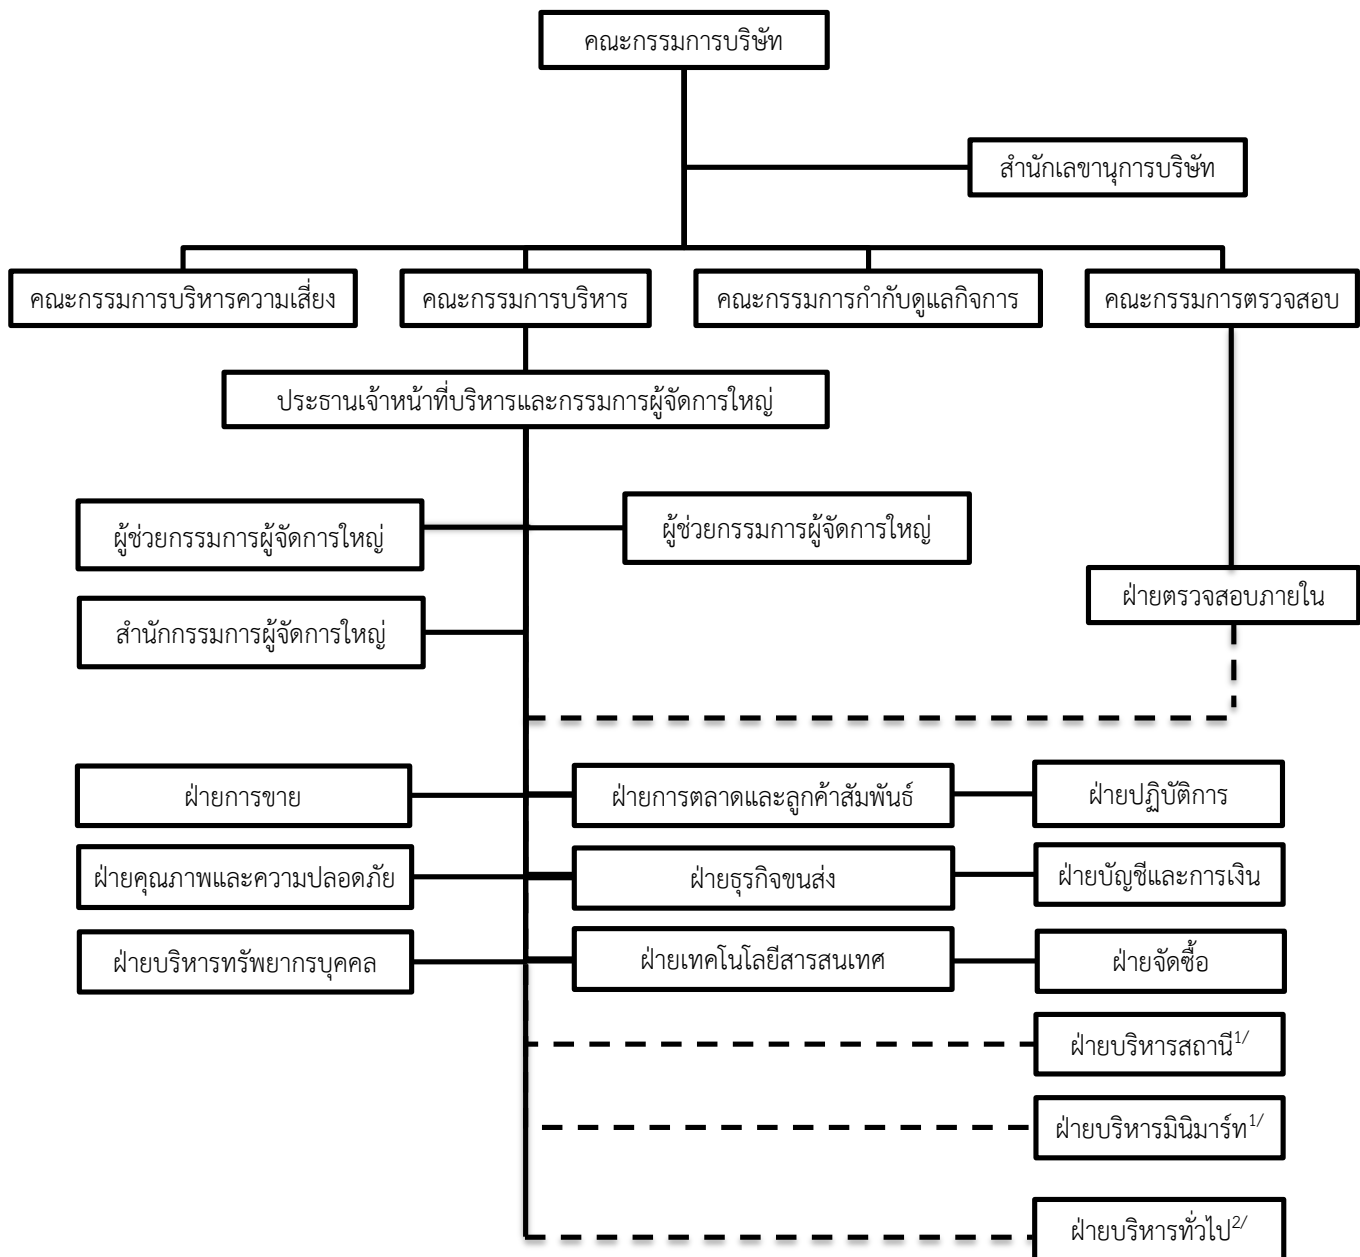 คณะกรรมการบริษัท
สำนักเลขานุการบริษัท
คณะกรรมการบริหารความเสี่ยง
คณะกรรมการบริหาร
คณะกรรมการกำกับดูแลกิจการ
คณะกรรมการตรวจสอบ
ประธานเจ้าหน้าที่บริหารและกรรมการผู้จัดการใหญ่
ผู้ช่วยกรรมการผู้จัดการใหญ่
ผู้ช่วยกรรมการผู้จัดการใหญ่
ฝ่ายตรวจสอบภายใน
สำนักกรรมการผู้จัดการใหญ่
ฝ่ายการขาย
ฝ่ายการตลาดและลูกค้าสัมพันธ์
ฝ่ายปฏิบัติการ
ฝ่ายคุณภาพและความปลอดภัย
ฝ่ายธุรกิจขนส่ง
ฝ่ายบัญชีและการเงิน
ฝ่ายบริหารทรัพยากรบุคคล
ฝ่ายเทคโนโลยีสารสนเทศ
ฝ่ายจัดซื้อ
ฝ่ายบริหารสถานี1/
ฝ่ายบริหารมินิมาร์ท1/
ฝ่ายบริหารทั่วไป2/